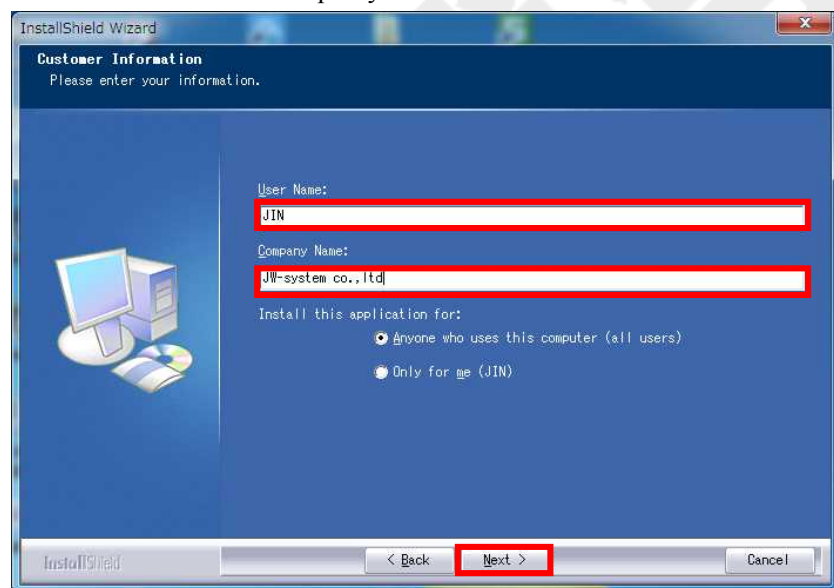 InstallShield Wizard
Customer Information
Please enter your information.
User Name:
JIN
Company Name:
JW-system co.,ltd
Install this application for:
Anyone who uses this computer (all users)
Only for me (JIN)
InstallShield
< Back
Next >
Cancel